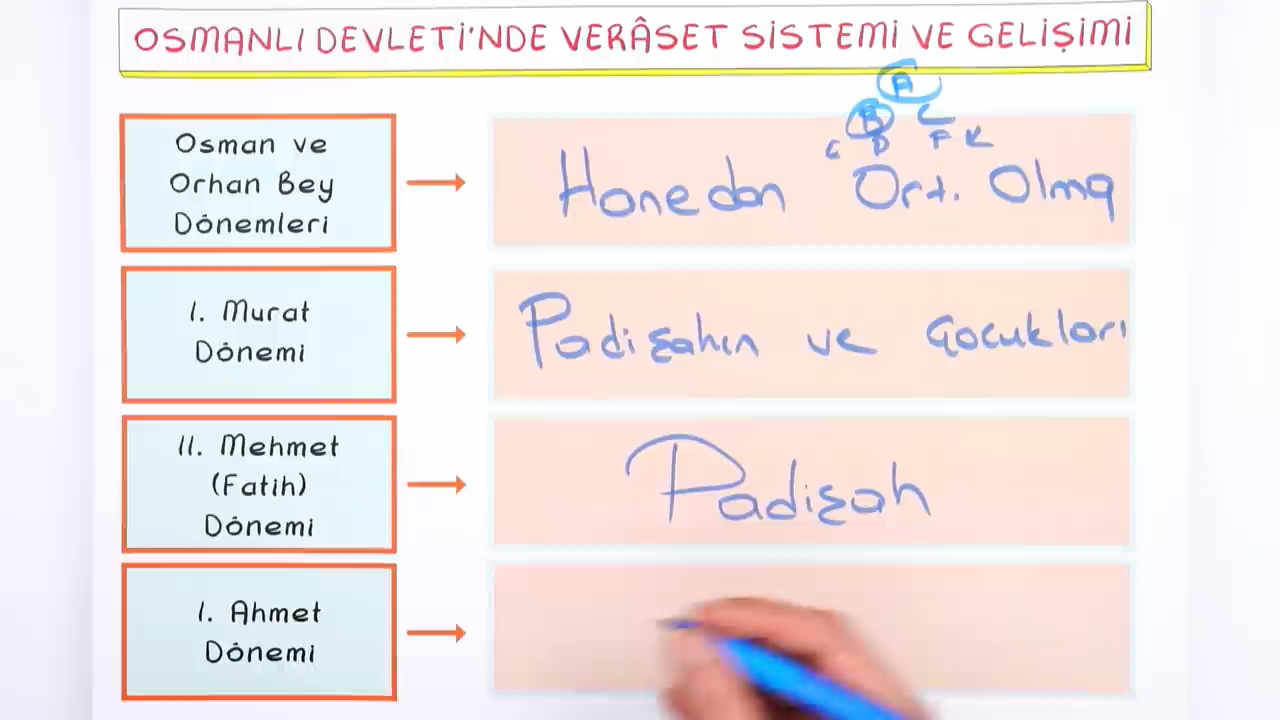 OSMANLI DEVLETİ'NDE VERÂSET SİSTEMİ VE GELİŞİMİ
A
B C
C D F K
Osman ve
Orhan Bey
Dönemleri
Hanedan Ort. Olma
I. Murat
Dönemi
Padişahın ve Çocukları
II. Mehmet
(Fatih)
Dönemi
Padişah
I. Ahmet
Dönemi